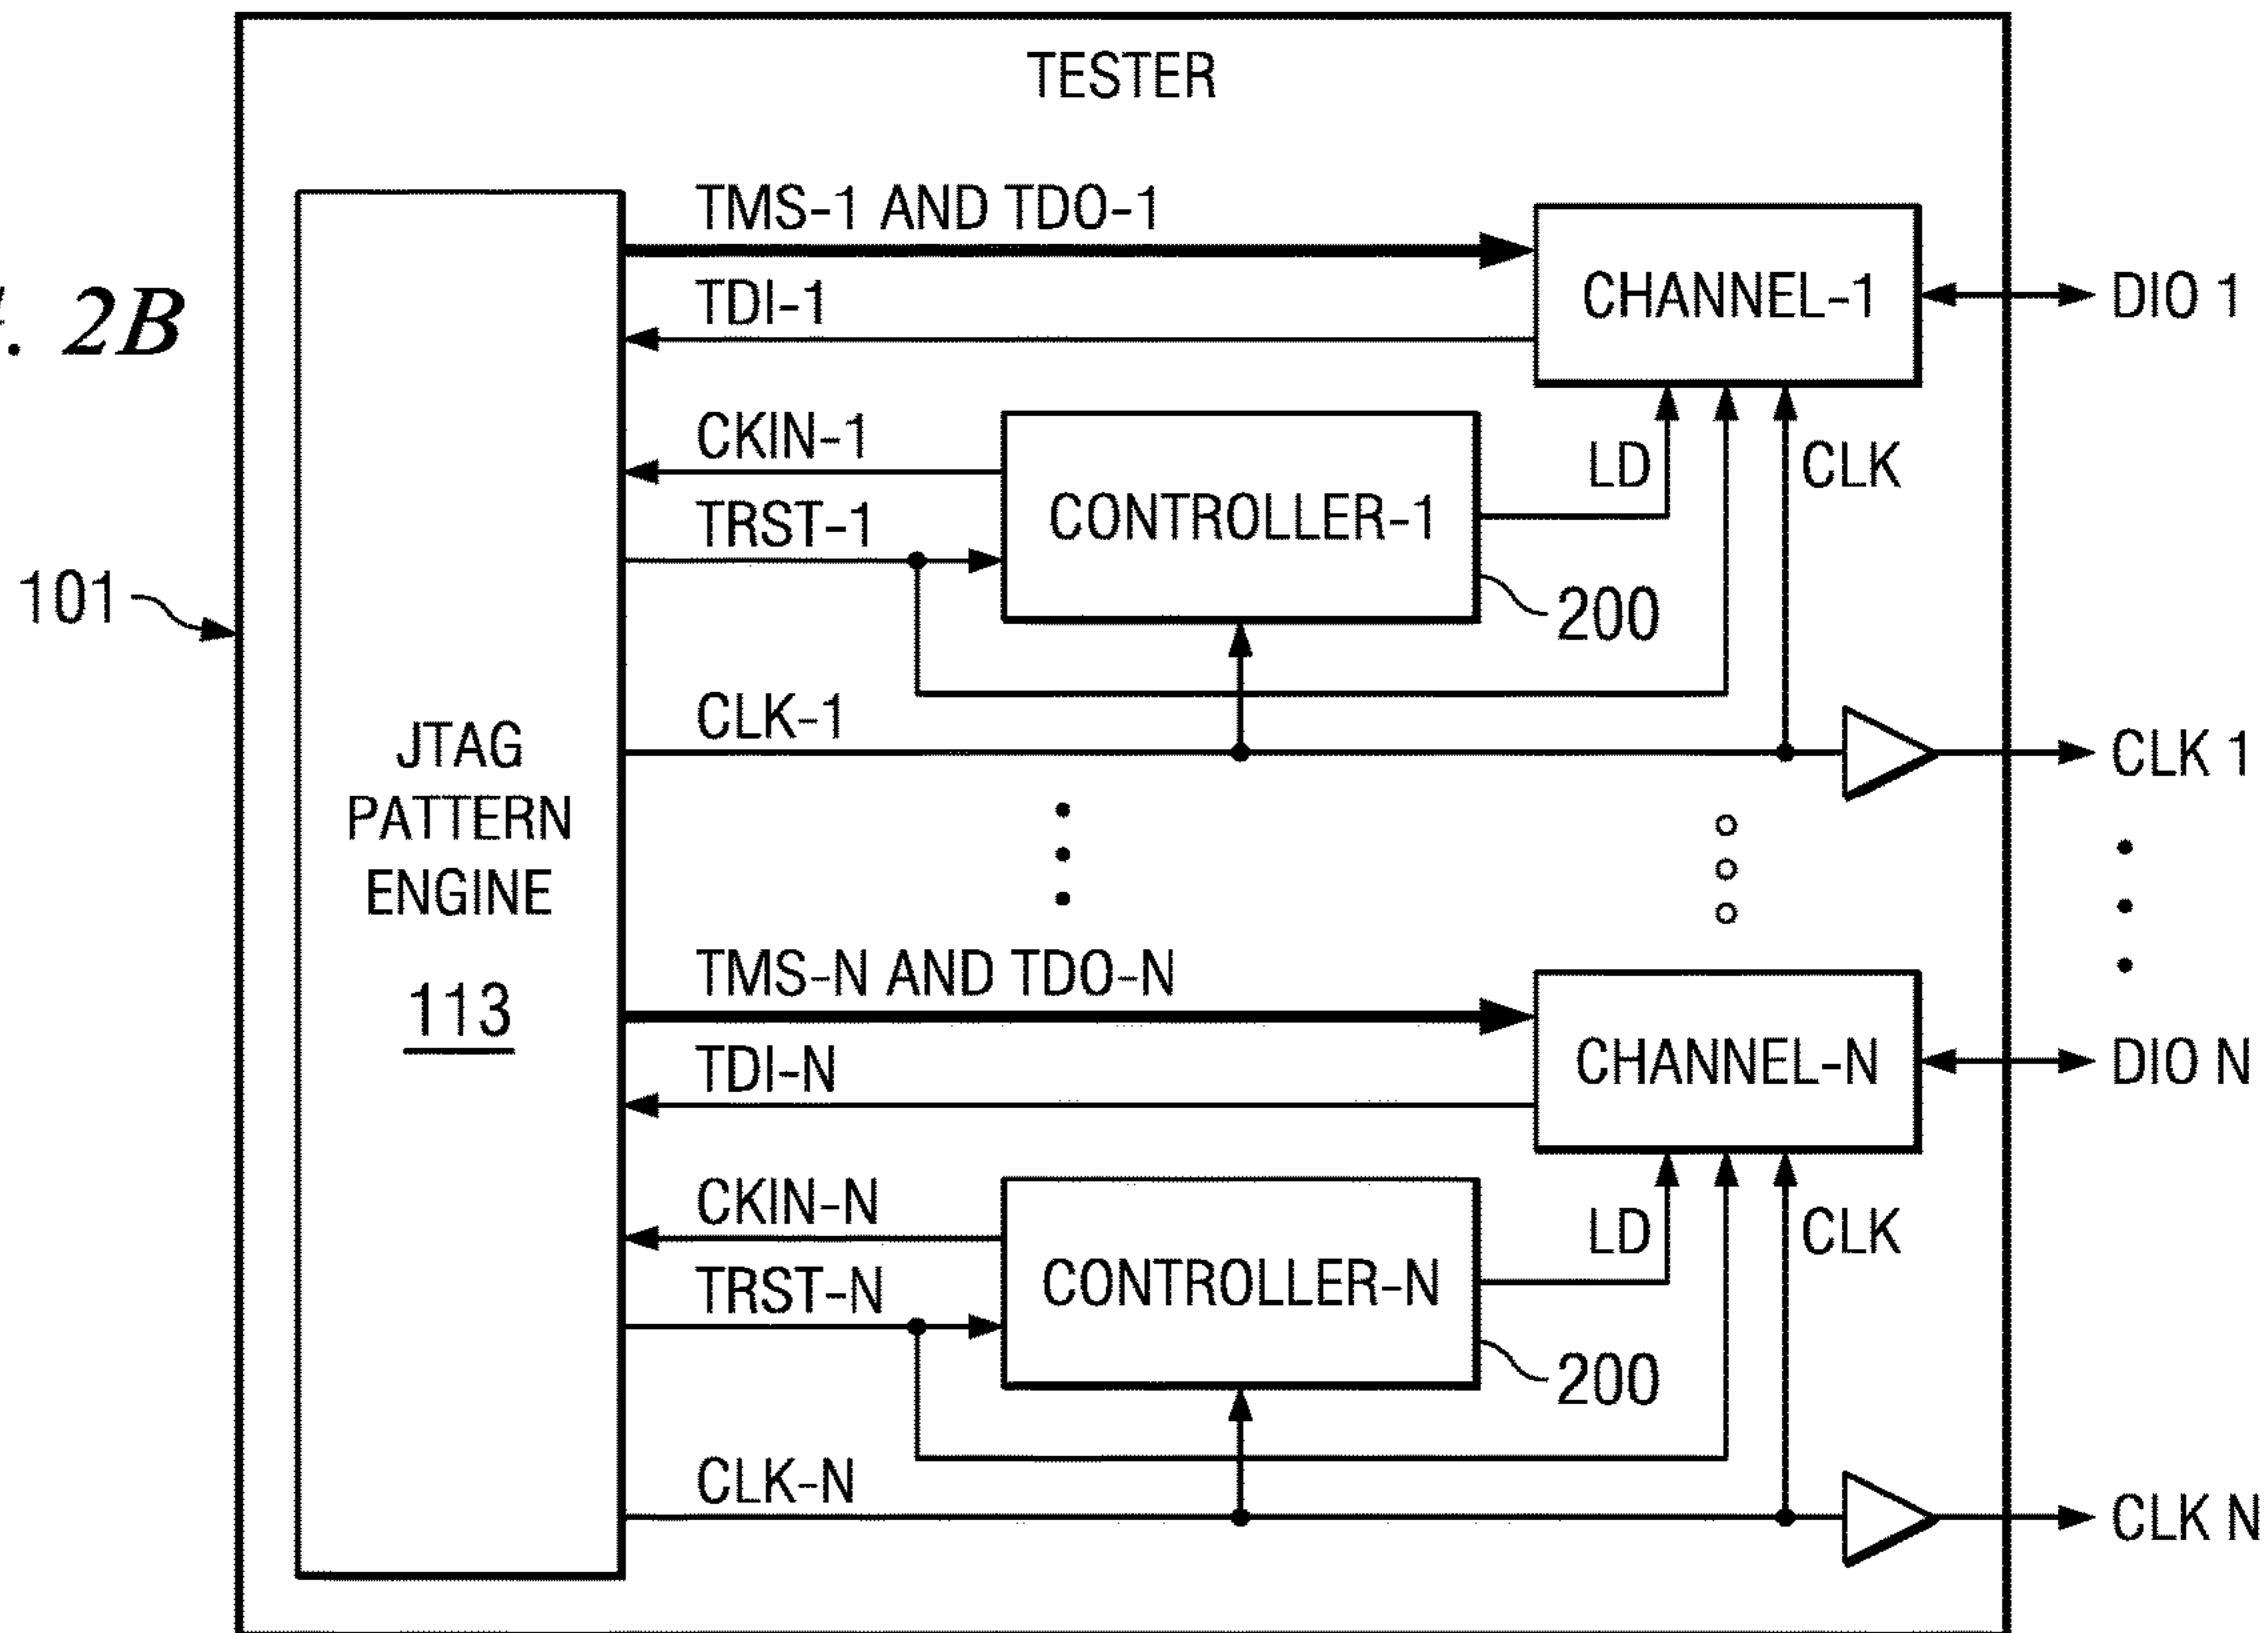 TESTER
. 2B
TMS-1 AND TDO-1
TDI-1
CHANNEL-1
DIO 1
CKIN-1
LD
CLK
CONTROLLER-1
TRST-1
101
200
CLK-1
CLK 1
JTAG
PATTERN
ENGINE
113
TMS-N AND TDO-N
TDI-N
CHANNEL-N
DIO N
CKIN-N
LD
CLK
CONTROLLER-N
TRST-N
200
CLK-N
CLK N